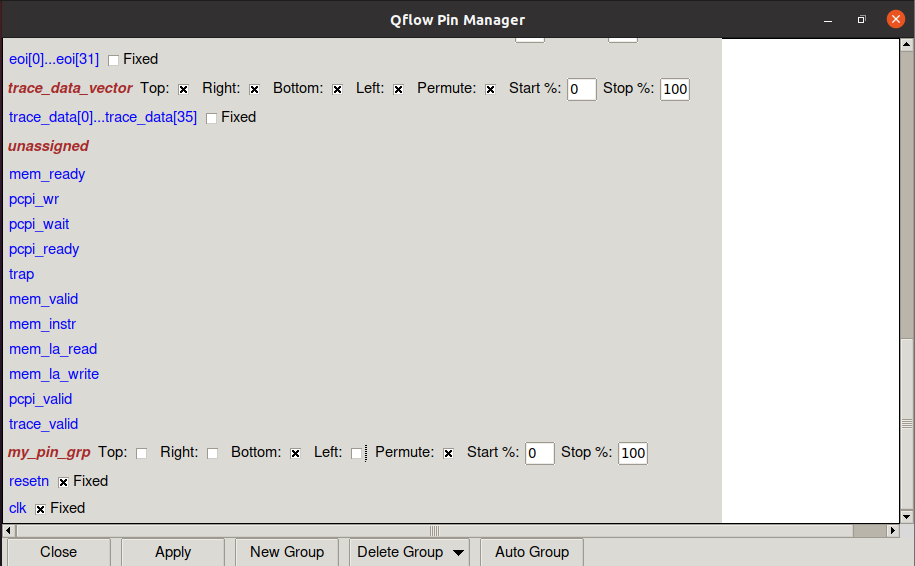 Qflow Pin Manager
eoi[0]...eoi[31] Fixed
trace_data_vector Top: Right: Bottom: Left: Permute: Start %: 0 Stop %: 100
trace_data[0]...trace_data[35] Fixed
unassigned
mem_ready
pcpi_wr
pcpi_wait
pcpi_ready
trap
mem_valid
mem_instr
mem_la_read
mem_la_write
pcpi_valid
trace_valid
my_pin_grp Top: Right: Bottom: Left: Permute: Start %: 0 Stop %: 100
resetn Fixed
clk Fixed
Close Apply New Group Delete Group Auto Group